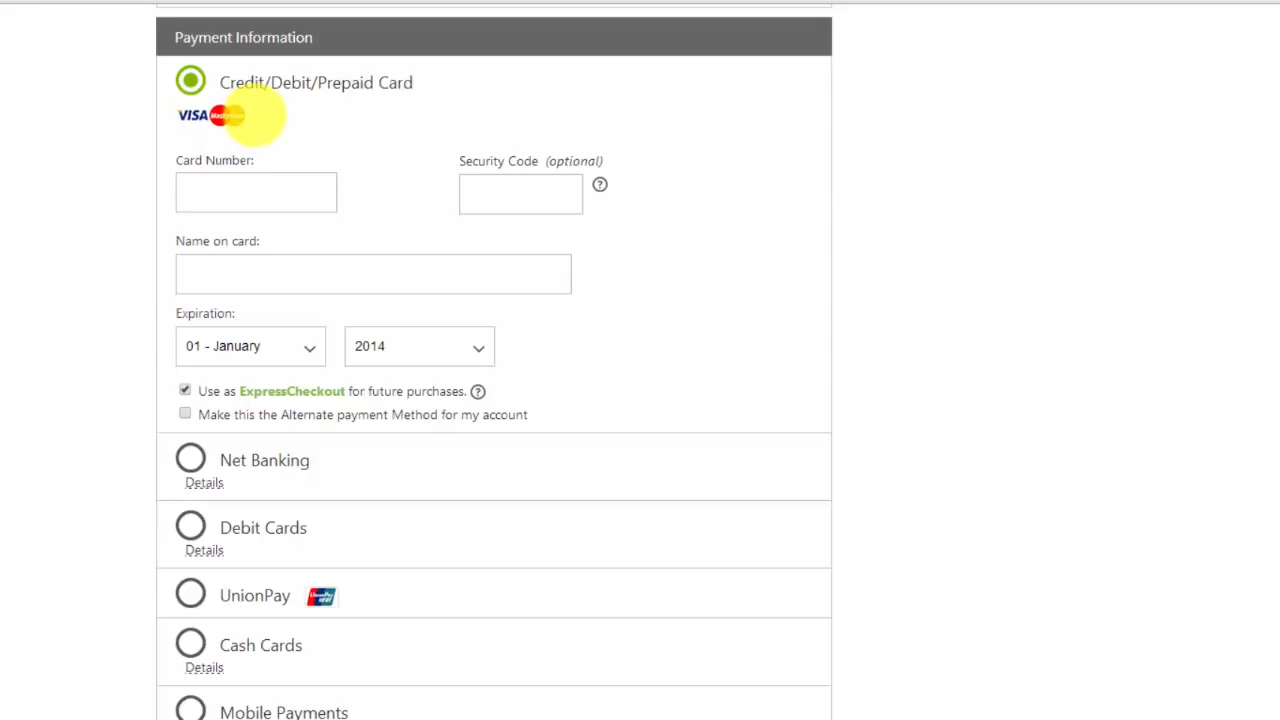 Payment Information
Credit/Debit/Prepaid Card
VISA MasterCard
Card Number:
Security Code (optional)
?
Name on card:
Expiration:
01 - January
2014
Use as ExpressCheckout for future purchases. ?
Make this the Alternate payment Method for my account
Net Banking
Details
Debit Cards
Details
UnionPay UnionPay
Cash Cards
Details
Mobile Payments